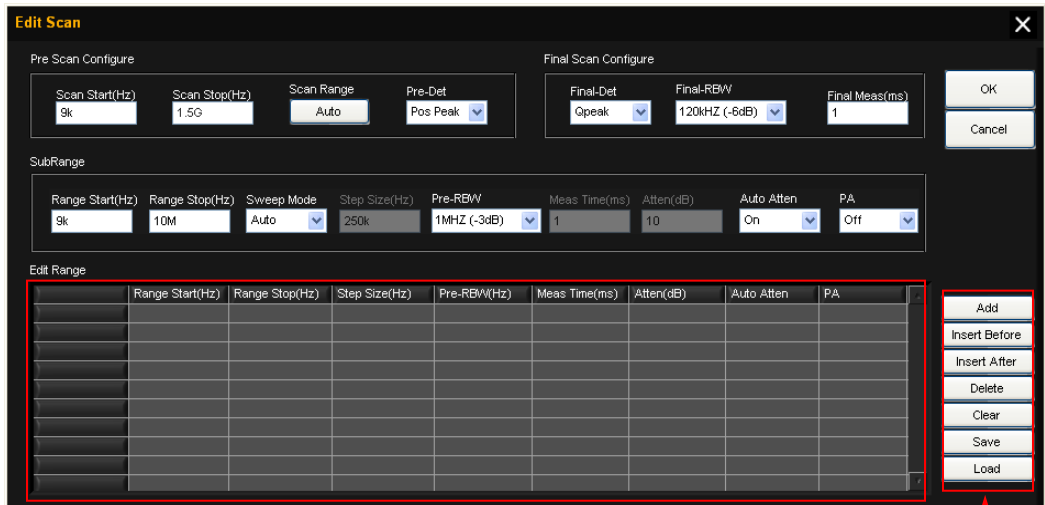 Edit Scan
Pre Scan Configure
Scan Start(Hz) Scan Stop(Hz) Scan Range Pre-Det
9k 1.5G Auto Pos Peak
Final Scan Configure
Final-Det Final-RBW Final Meas(ms)
Qpeak 120kHZ (-6dB) 1
OK
Cancel
SubRange
Range Start(Hz) Range Stop(Hz) Sweep Mode Step Size(Hz) Pre-RBW Meas Time(ms) Atten(dB) Auto Atten PA
9k 10M Auto 250k 1MHZ (-3dB) 1 10 On Off
Edit Range
Range Start(Hz) Range Stop(Hz) Step Size(Hz) Pre-RBW(Hz) Meas Time(ms) Atten(dB) Auto Atten PA
Add
Insert Before
Insert After
Delete
Clear
Save
Load